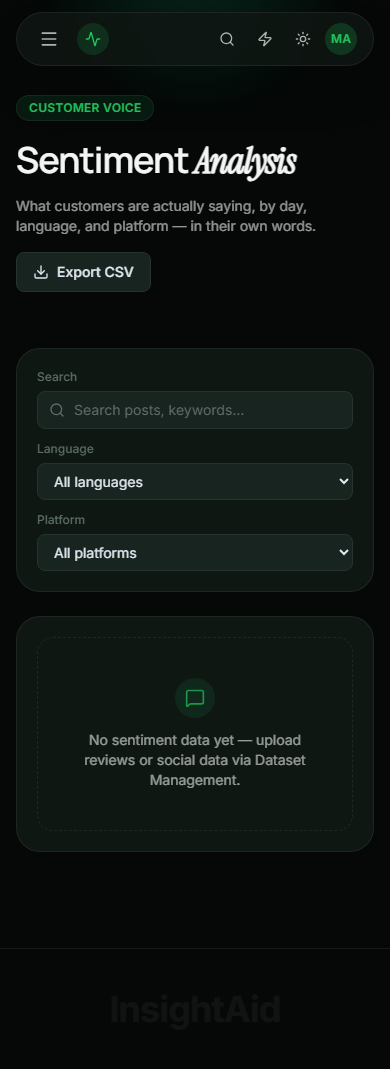 MA
CUSTOMER VOICE
Sentiment Analysis
What customers are actually saying, by day,
language, and platform — in their own words.
Export CSV
Search
Search posts, keywords...
Language
All languages
Platform
All platforms
No sentiment data yet — upload
reviews or social data via Dataset
Management.
InsightAid